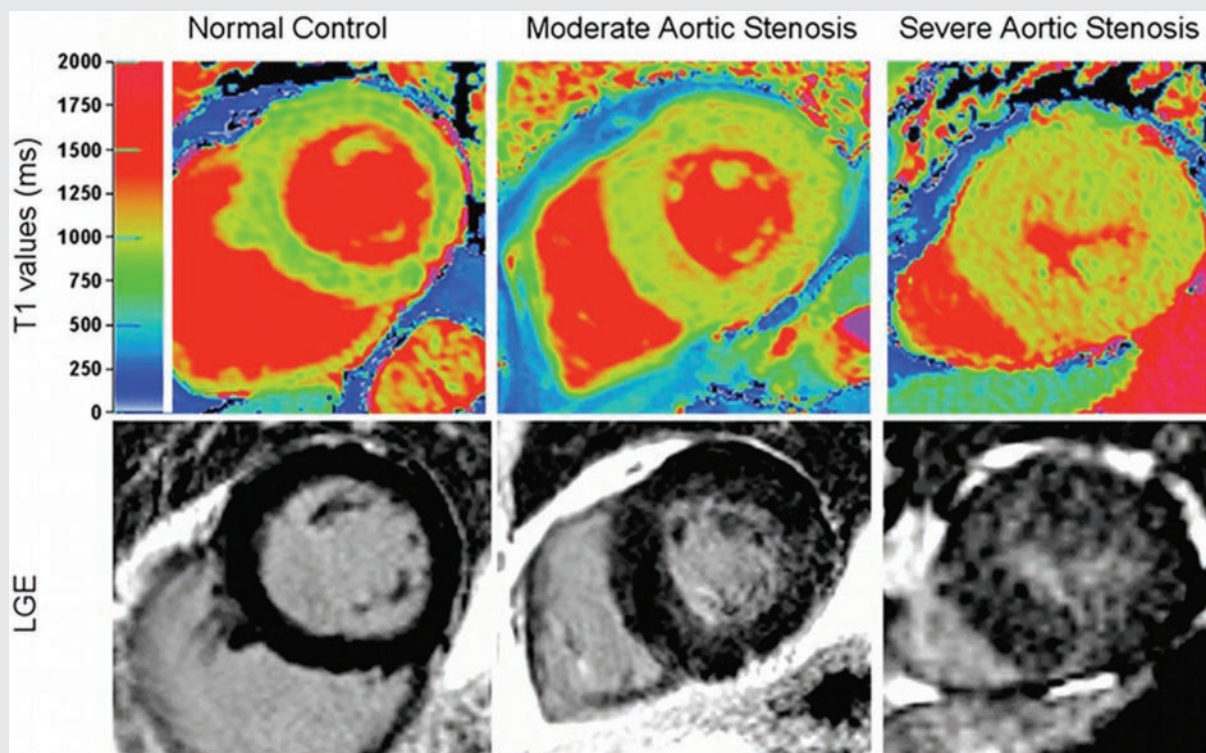 Normal Control
Moderate Aortic Stenosis
Severe Aortic Stenosis
T1 values (ms)
2000
1750
1500
1250
1000
750
500
250
0
LGE